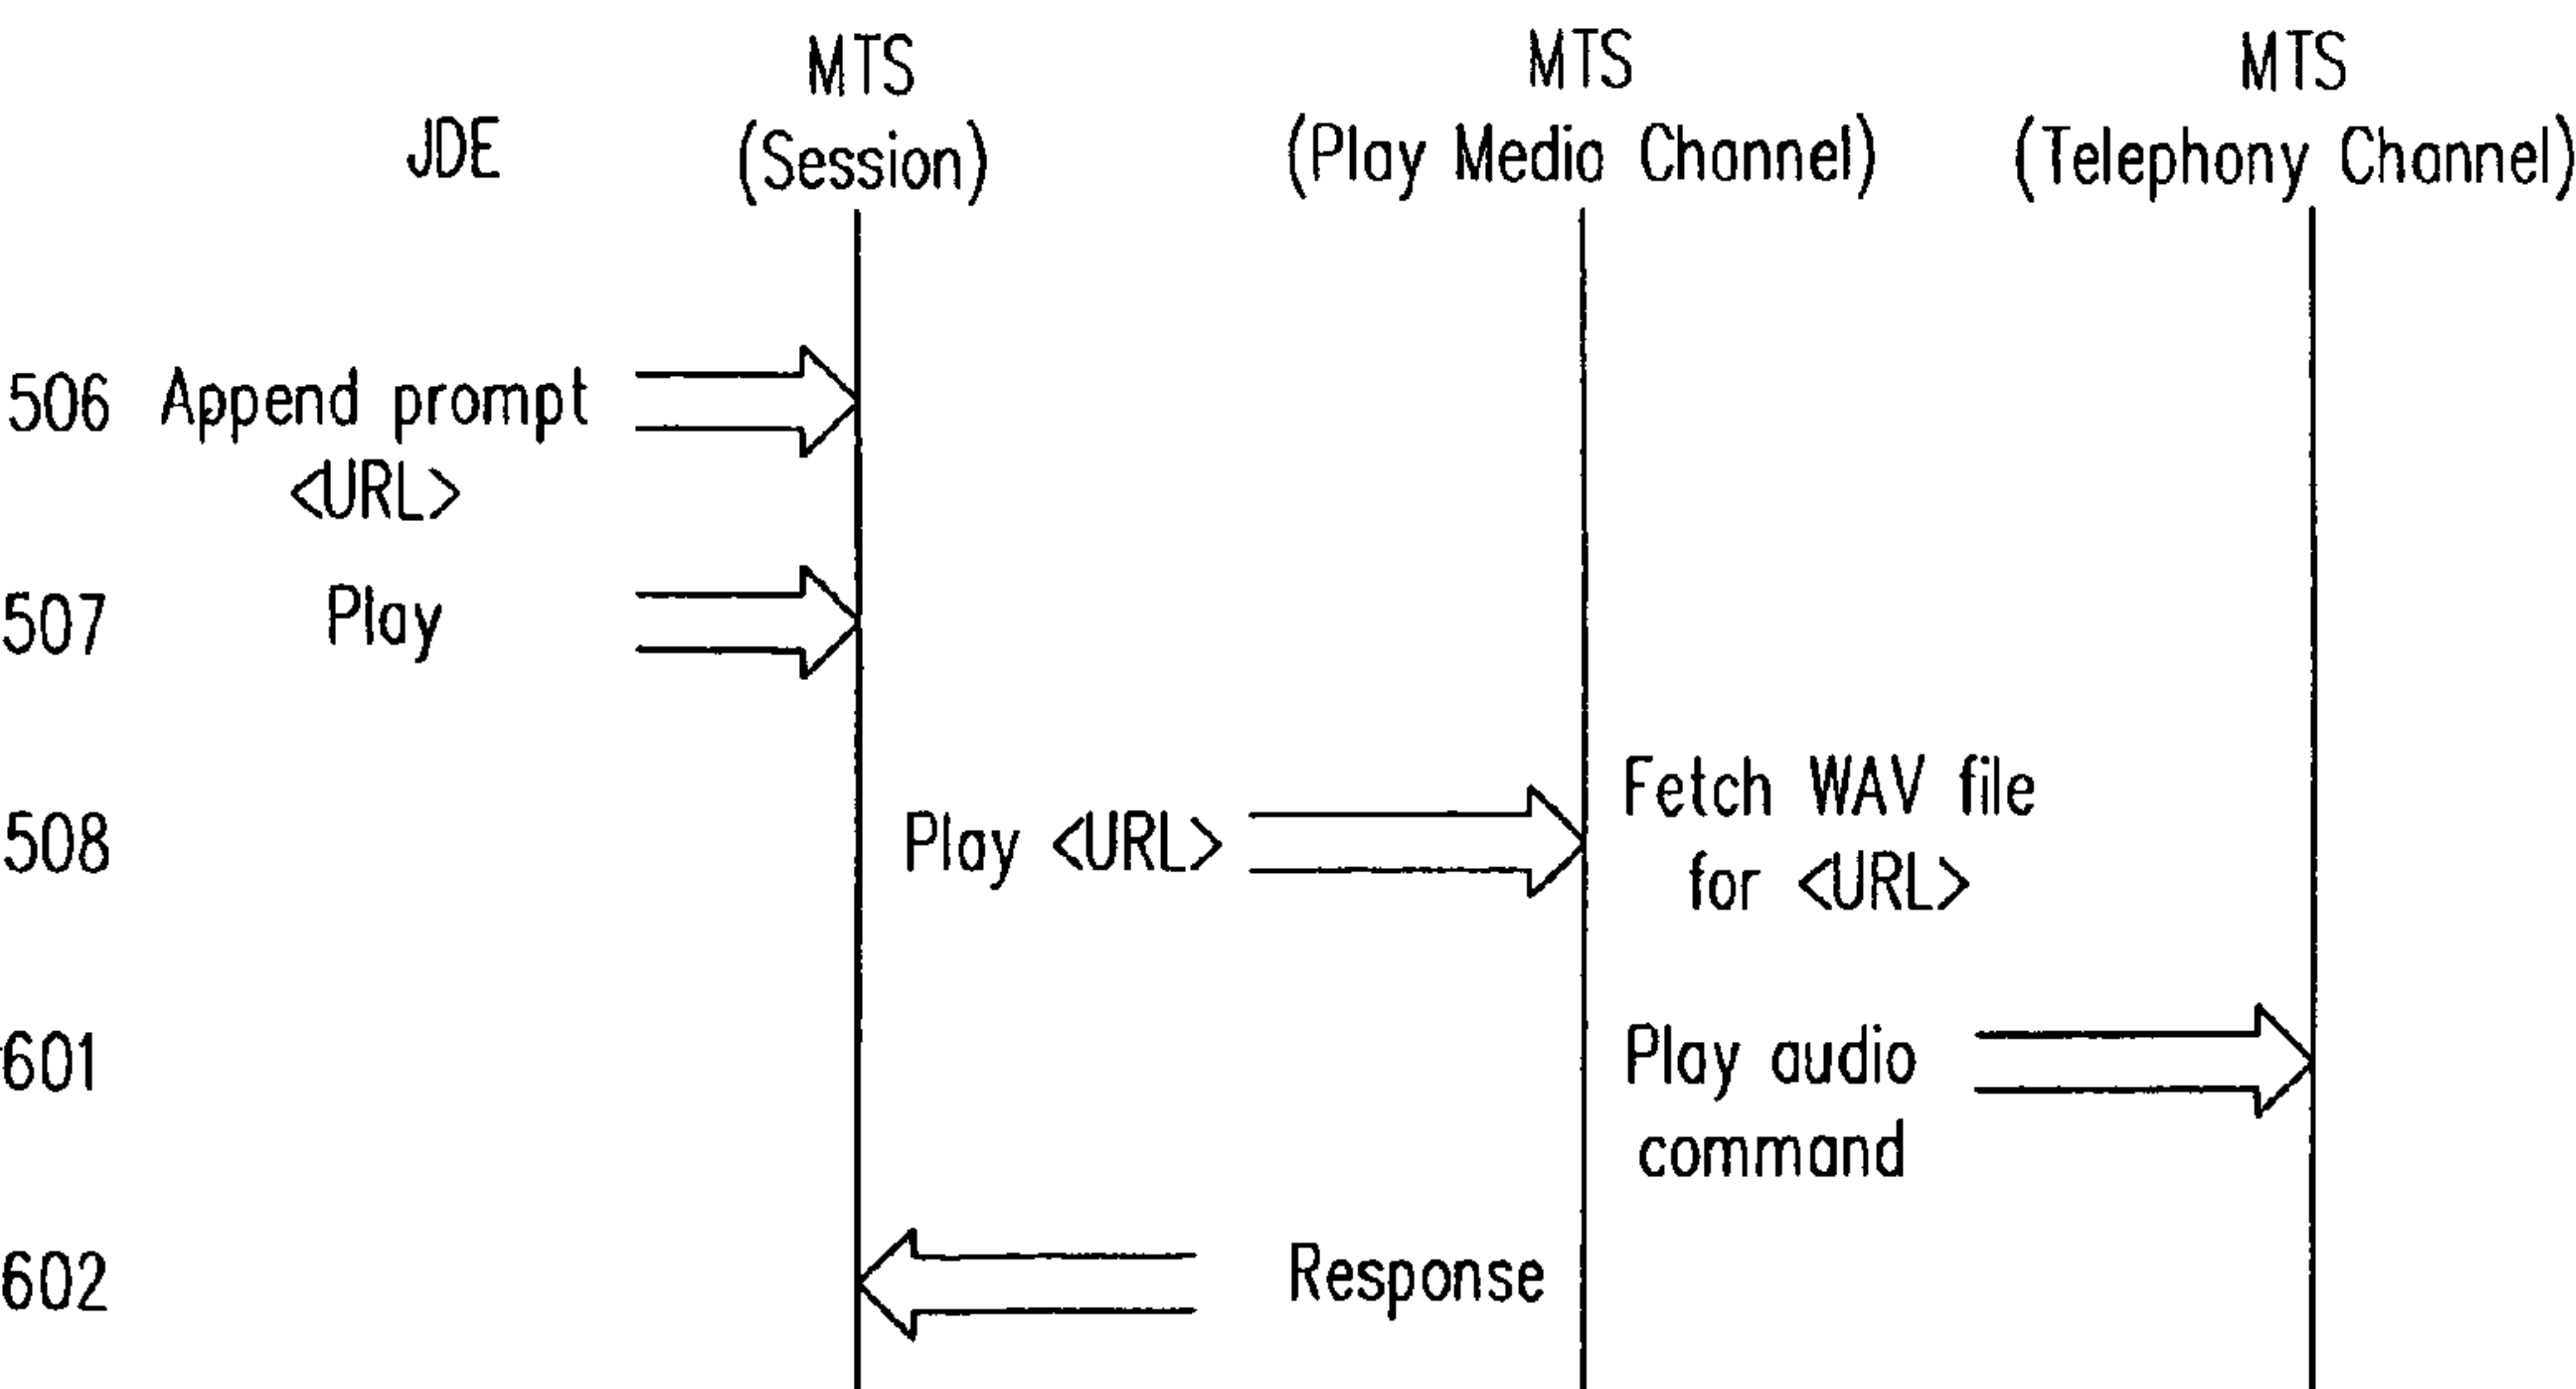 JDE
MTS
(Session)
MTS
(Play Media Channel)
MTS
(Telephony Channel)
506 Append prompt
<URL>
507 Play
508 Play <URL> Fetch WAV file
for <URL>
601 Play audio
command
602 Response